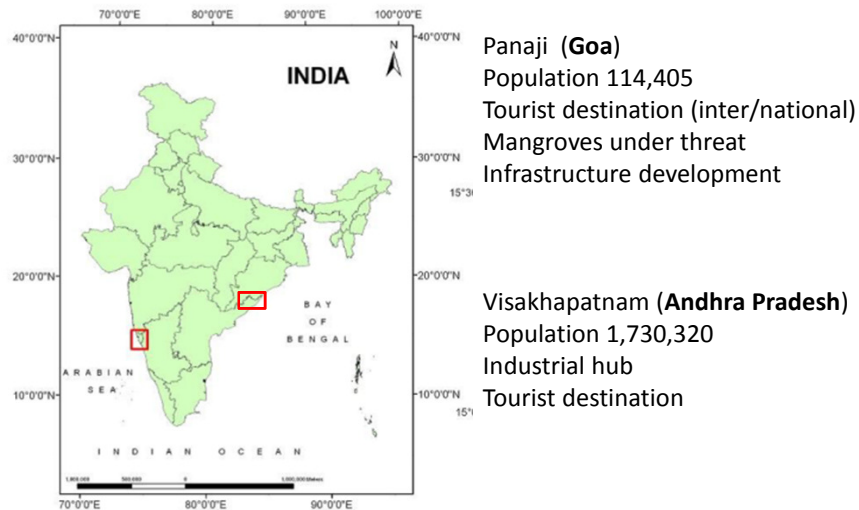 70°0'0"E 80°0'0"E 90°0'0"E 100°0'0"E
40°0'0"N
40°0'0"N
N
INDIA
30°0'0"N
30°0'0"N
20°0'0"N
20°0'0"N
BAY
OF
BENGAL
ARABIAN
SEA
10°0'0"N
10°0'0"N
INDIAN OCEAN
70°0'0"E 80°0'0"E 90°0'0"E
Panaji (Goa)
Population 114,405
Tourist destination (inter/national)
Mangroves under threat
Infrastructure development
15°30
Visakhapatnam (Andhra Pradesh)
Population 1,730,320
Industrial hub
Tourist destination